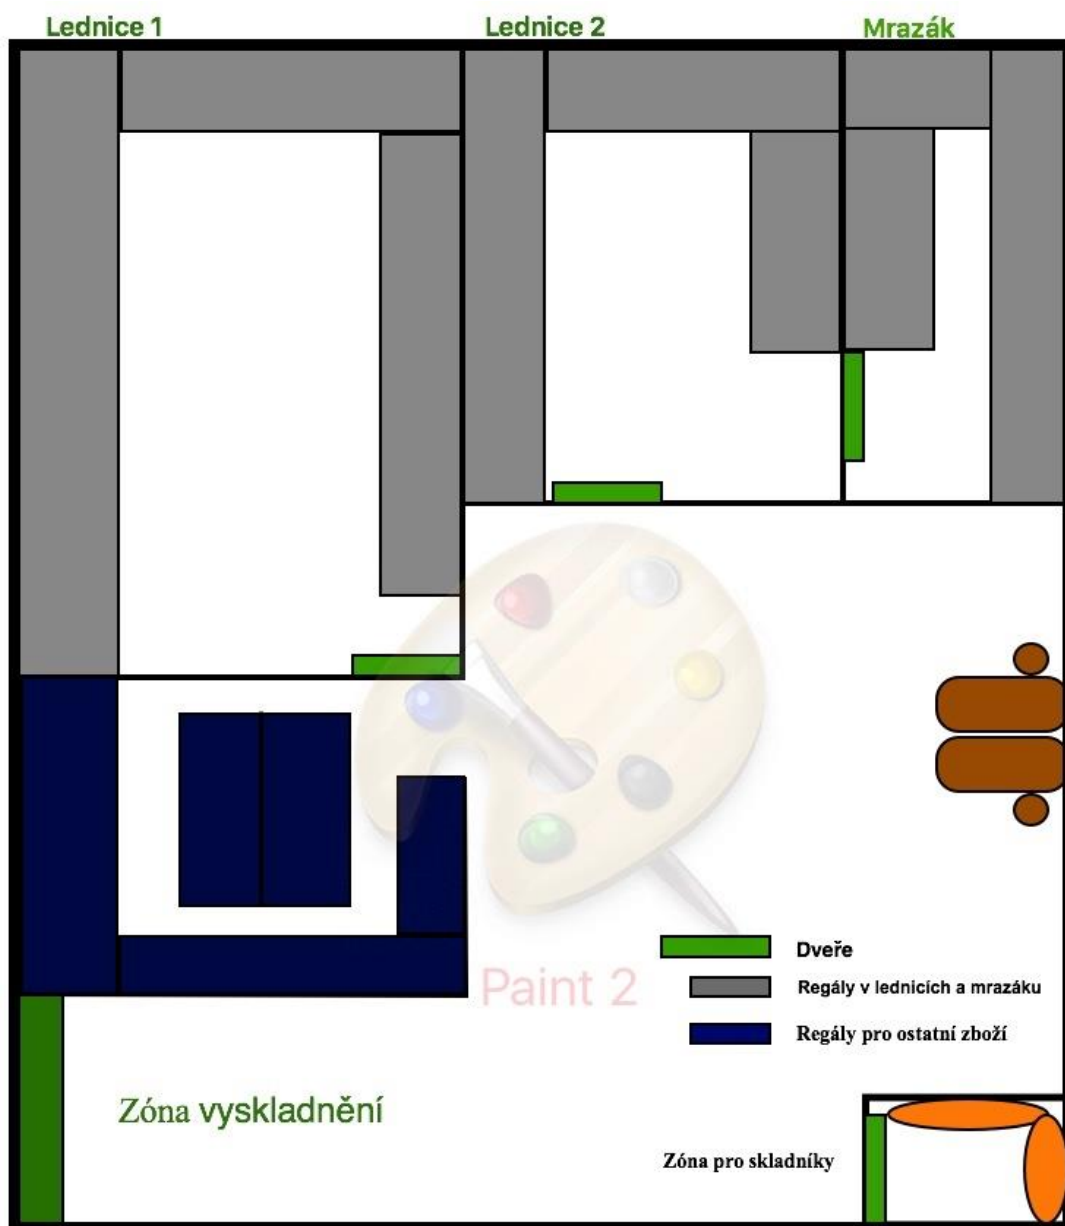 Lednice 1
Lednice 2
Mrazák
Dveře
Paint 2
Regály v lednicích a mrazáku
Regály pro ostatní zboží
Zóna vyskladnění
Zóna pro skladníky